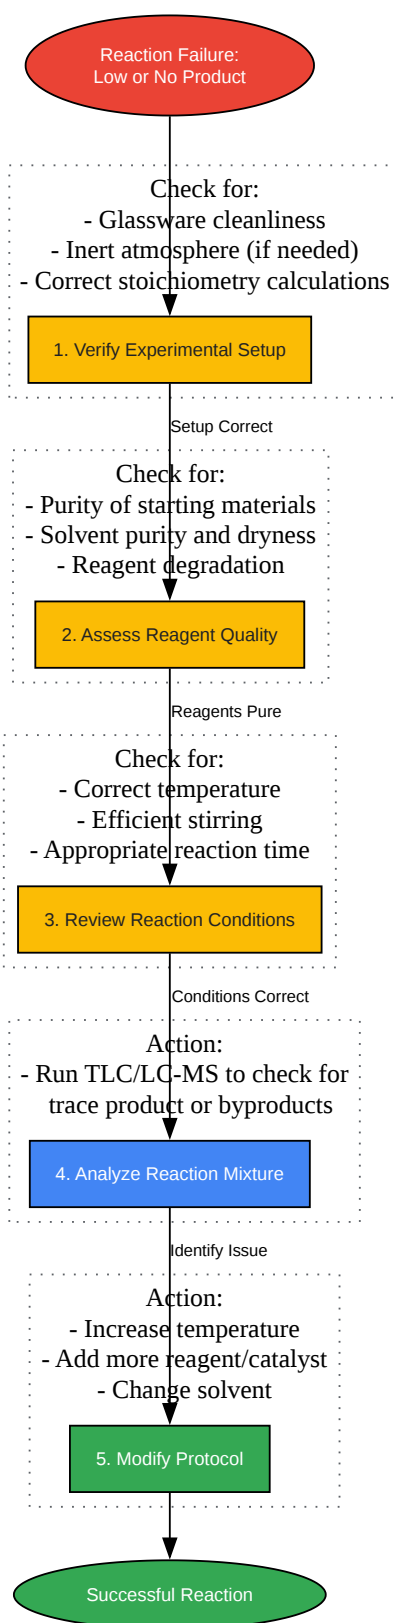 Reaction Failure:
Low or No Product
Check for:
- Glassware cleanliness
- Inert atmosphere (if needed)
- Correct stoichiometry calculations
1. Verify Experimental Setup
Setup Correct
Check for:
- Purity of starting materials
- Solvent purity and dryness
- Reagent degradation
2. Assess Reagent Quality
Reagents Pure
Check for:
- Correct temperature
- Efficient stirring
- Appropriate reaction time
3. Review Reaction Conditions
Conditions Correct
Action:
- Run TLC/LC-MS to check for
trace product or byproducts
4. Analyze Reaction Mixture
Identify Issue
Action:
- Increase temperature
- Add more reagent/catalyst
- Change solvent
5. Modify Protocol
Successful Reaction